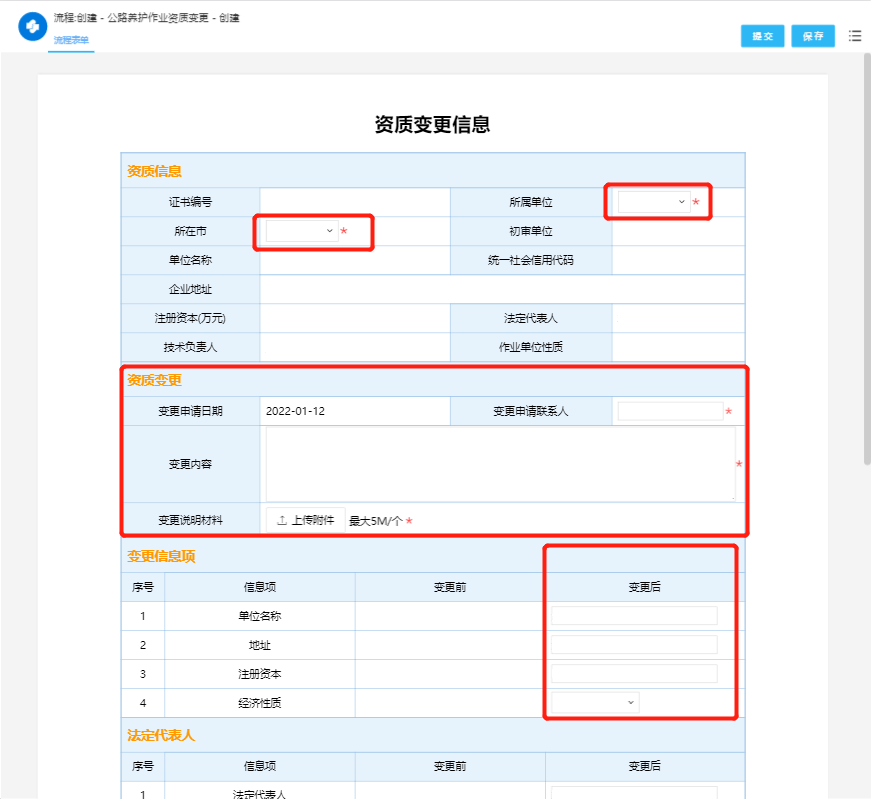 流程:创建 - 公路养护作业资质变更 - 创建
流程表单
提交 保存
资质变更信息
资质信息
证书编号 所属单位 *
所在市 * 初审单位
单位名称 统一社会信用代码
企业地址
注册资本(万元) 法定代表人
技术负责人 作业单位性质
资质变更
变更申请日期 2022-01-12 变更申请联系人 *
变更内容 *
变更说明材料 上传附件 最大5M/个 *
变更信息项
序号 信息项 变更前 变更后
1 单位名称
2 地址
3 注册资本
4 经济性质
法定代表人
序号 信息项 变更前 变更后
1 法定代表人